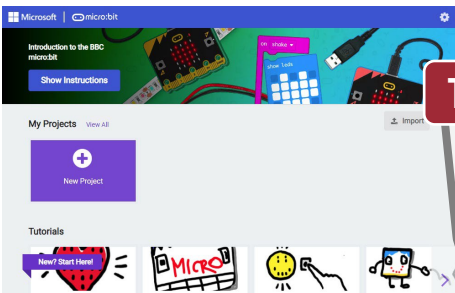 Microsoft micro:bit
Introduction to the BBC
micro:bit
on shake
show leds
Show Instructions
My Projects View All
Import
New Project
Tutorials
New? Start Here!
MICRO